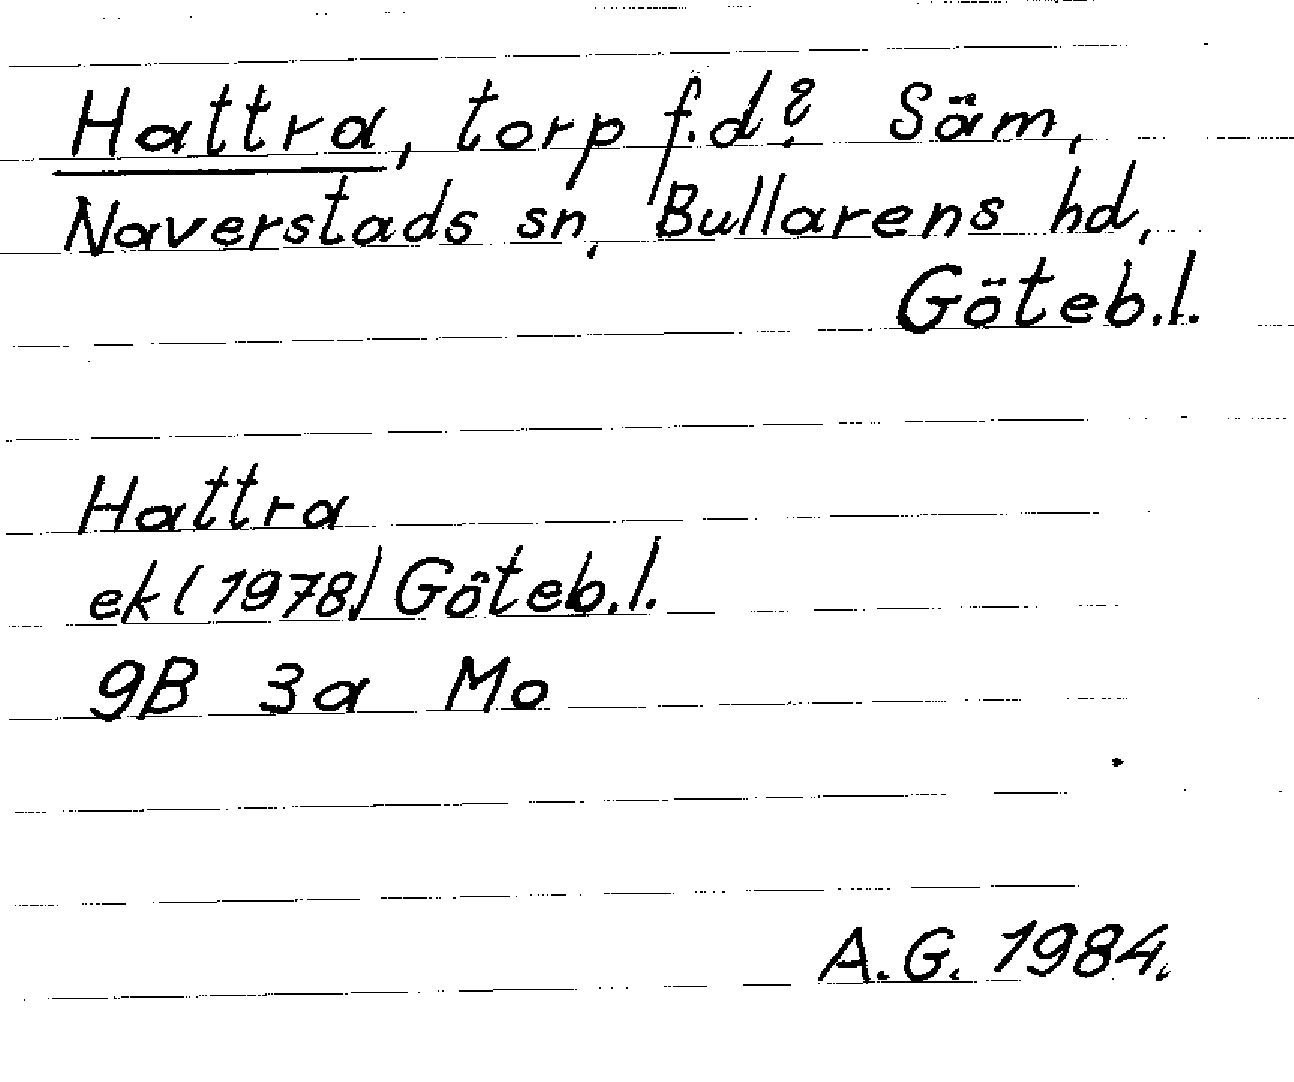 Hattra, torp f.d? Säm,
Naverstads sn, Bullarens hd,
Göteb.l.
Hattra
ek (1978) Göteb.l.
9B 3a Mo
A.G. 1984.